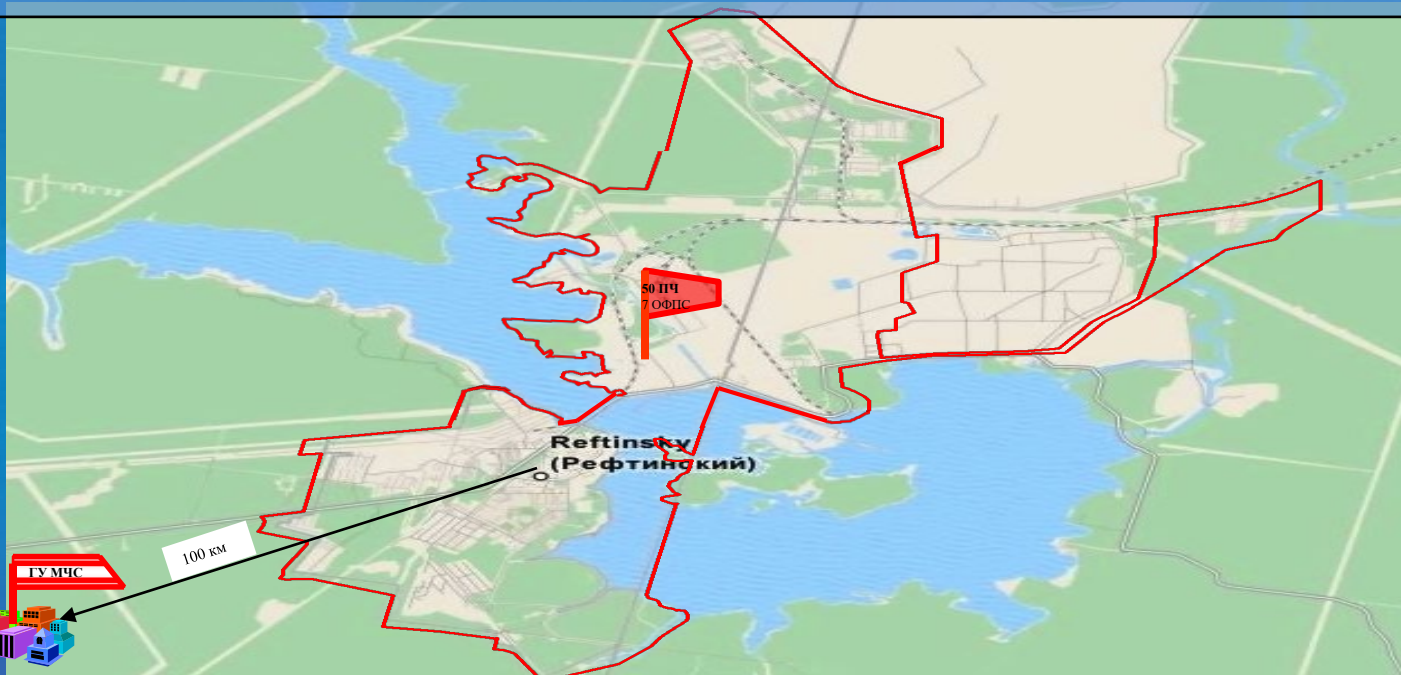 50 ПЧ
7 ОФПС
Reftinsky
(Рефтинский)
100 км
ГУ МЧС